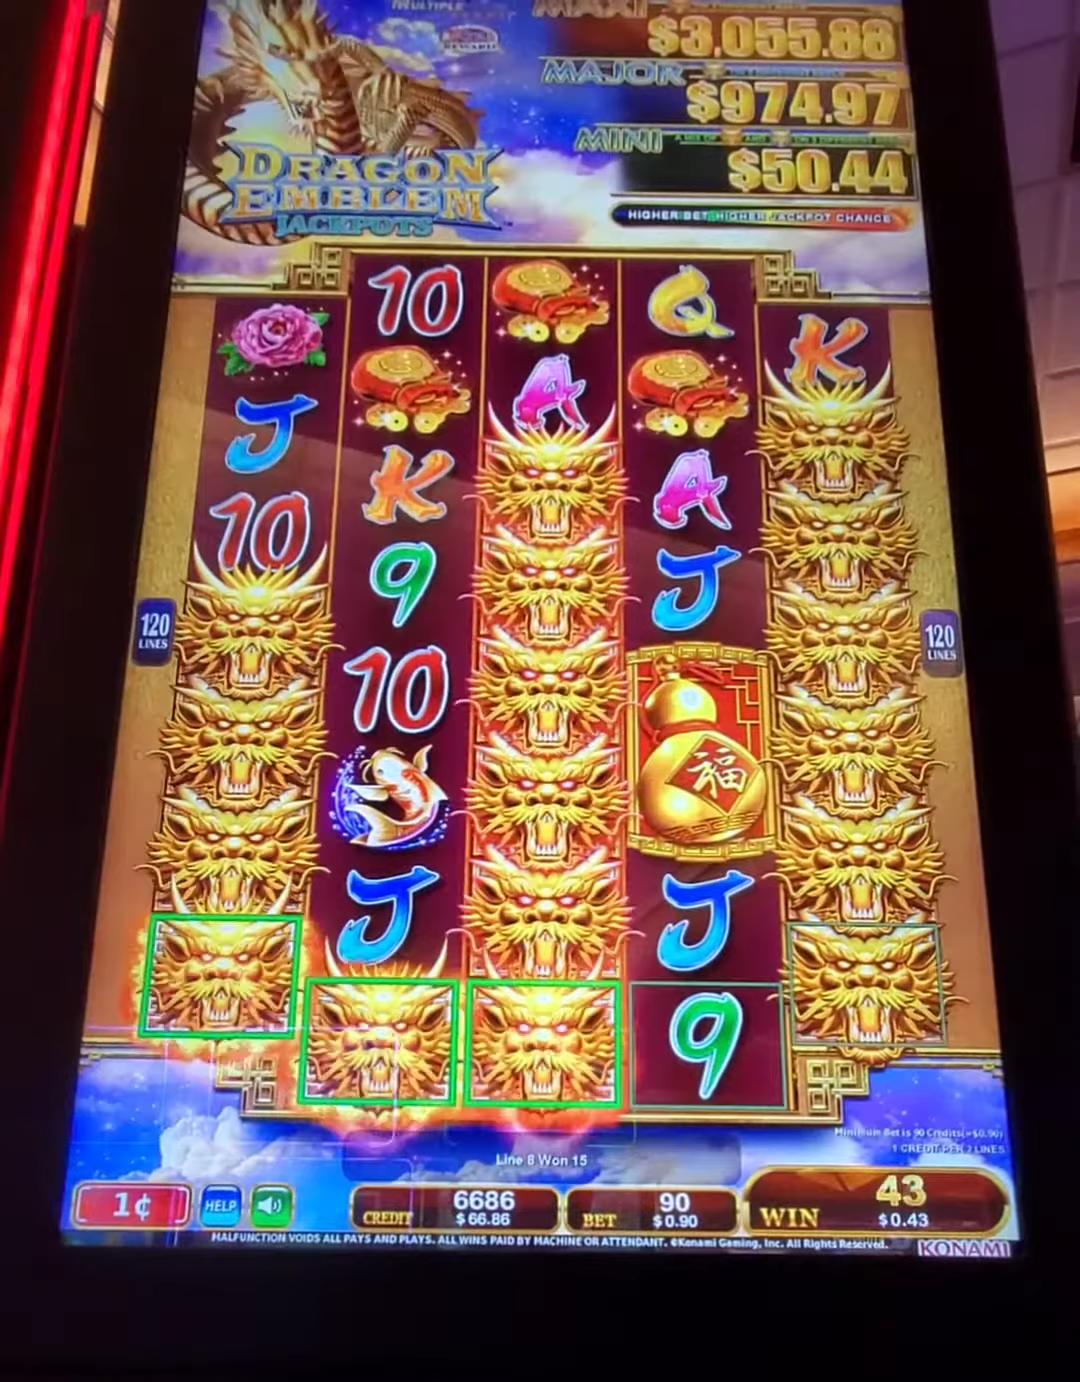 MULTIPLE
MAXI
$3,055.88
MAJOR
$974.97
MINI
$50.44
DRAGON
EMBLEM
JACKPOTS
HIGHER BET, HIGHER JACKPOT CHANCE
10 Q
K
J A
K A
10
9 J
120 LINES 120 LINES
10
福
J J
9
Minimum Bet is 90 Credits(=$0.90)
1 CREDIT PER 2 LINES
Line 8 Won 15
1¢ HELP CREDIT 6686 $66.86 BET 90 $0.90 WIN 43 $0.43
MALFUNCTION VOIDS ALL PAYS AND PLAYS. ALL WINS PAID BY MACHINE OR ATTENDANT. ©Konami Gaming, Inc. All Rights Reserved.
KONAMI